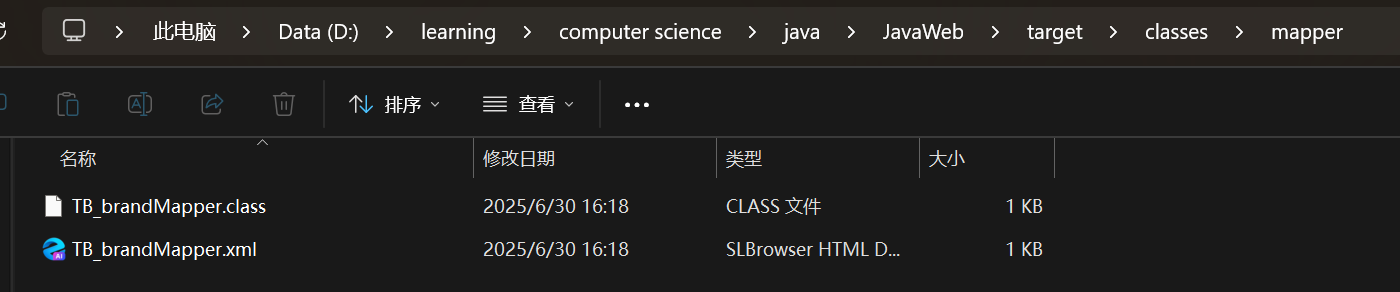 此电脑 > Data (D:) > learning > computer science > java > JavaWeb > target > classes > mapper
排序 查看
名称 修改日期 类型 大小
TB_brandMapper.class 2025/6/30 16:18 CLASS 文件 1 KB
TB_brandMapper.xml 2025/6/30 16:18 SLBrowser HTML D... 1 KB